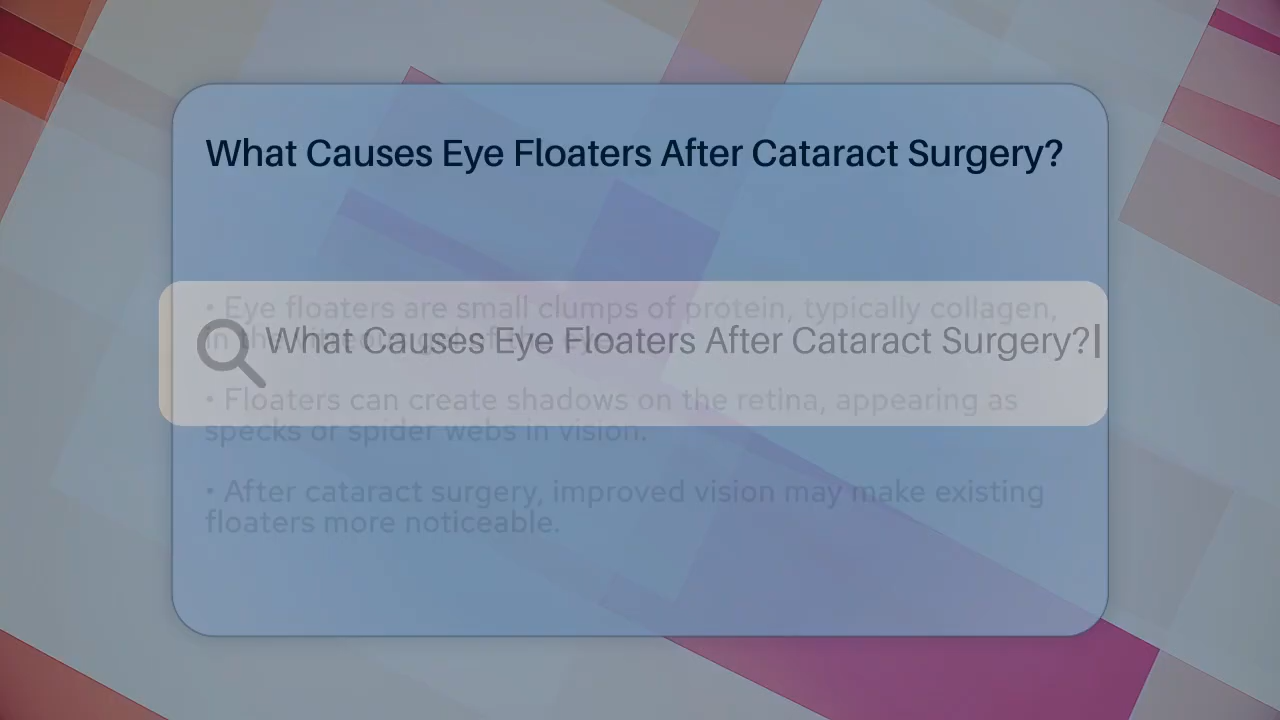 What Causes Eye Floaters After Cataract Surgery?
• Eye floaters are small clumps of protein, typically collagen,
in the
What Causes Eye Floaters After Cataract Surgery?
• Floaters can create shadows on the retina, appearing as
specks or spider webs in vision.
• After cataract surgery, improved vision may make existing
floaters more noticeable.